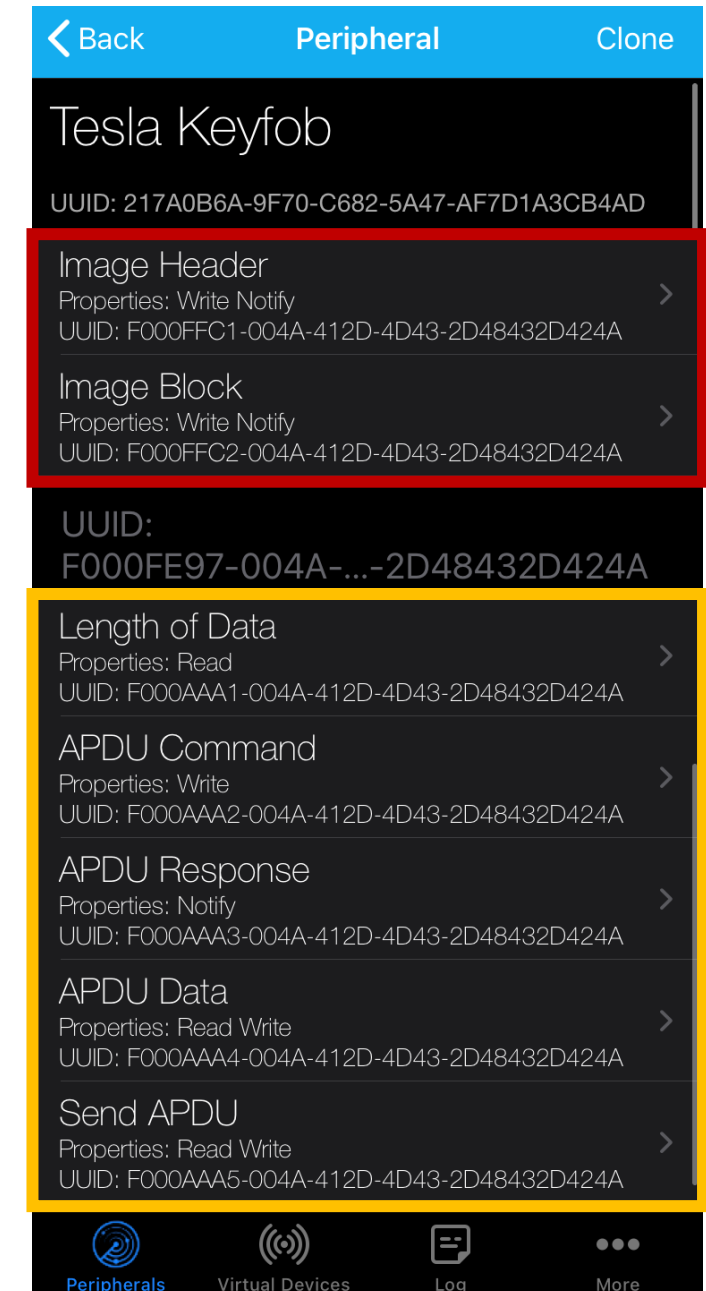 Back Peripheral Clone
Tesla Keyfob
UUID: 217A0B6A-9F70-C682-5A47-AF7D1A3CB4AD
Image Header
Properties: Write Notify
UUID: F000FFC1-004A-412D-4D43-2D48432D424A
Image Block
Properties: Write Notify
UUID: F000FFC2-004A-412D-4D43-2D48432D424A
UUID:
F000FE97-004A-...-2D48432D424A
Length of Data
Properties: Read
UUID: F000AAA1-004A-412D-4D43-2D48432D424A
APDU Command
Properties: Write
UUID: F000AAA2-004A-412D-4D43-2D48432D424A
APDU Response
Properties: Notify
UUID: F000AAA3-004A-412D-4D43-2D48432D424A
APDU Data
Properties: Read Write
UUID: F000AAA4-004A-412D-4D43-2D48432D424A
Send APDU
Properties: Read Write
UUID: F000AAA5-004A-412D-4D43-2D48432D424A
Peripherals Virtual Devices Log More